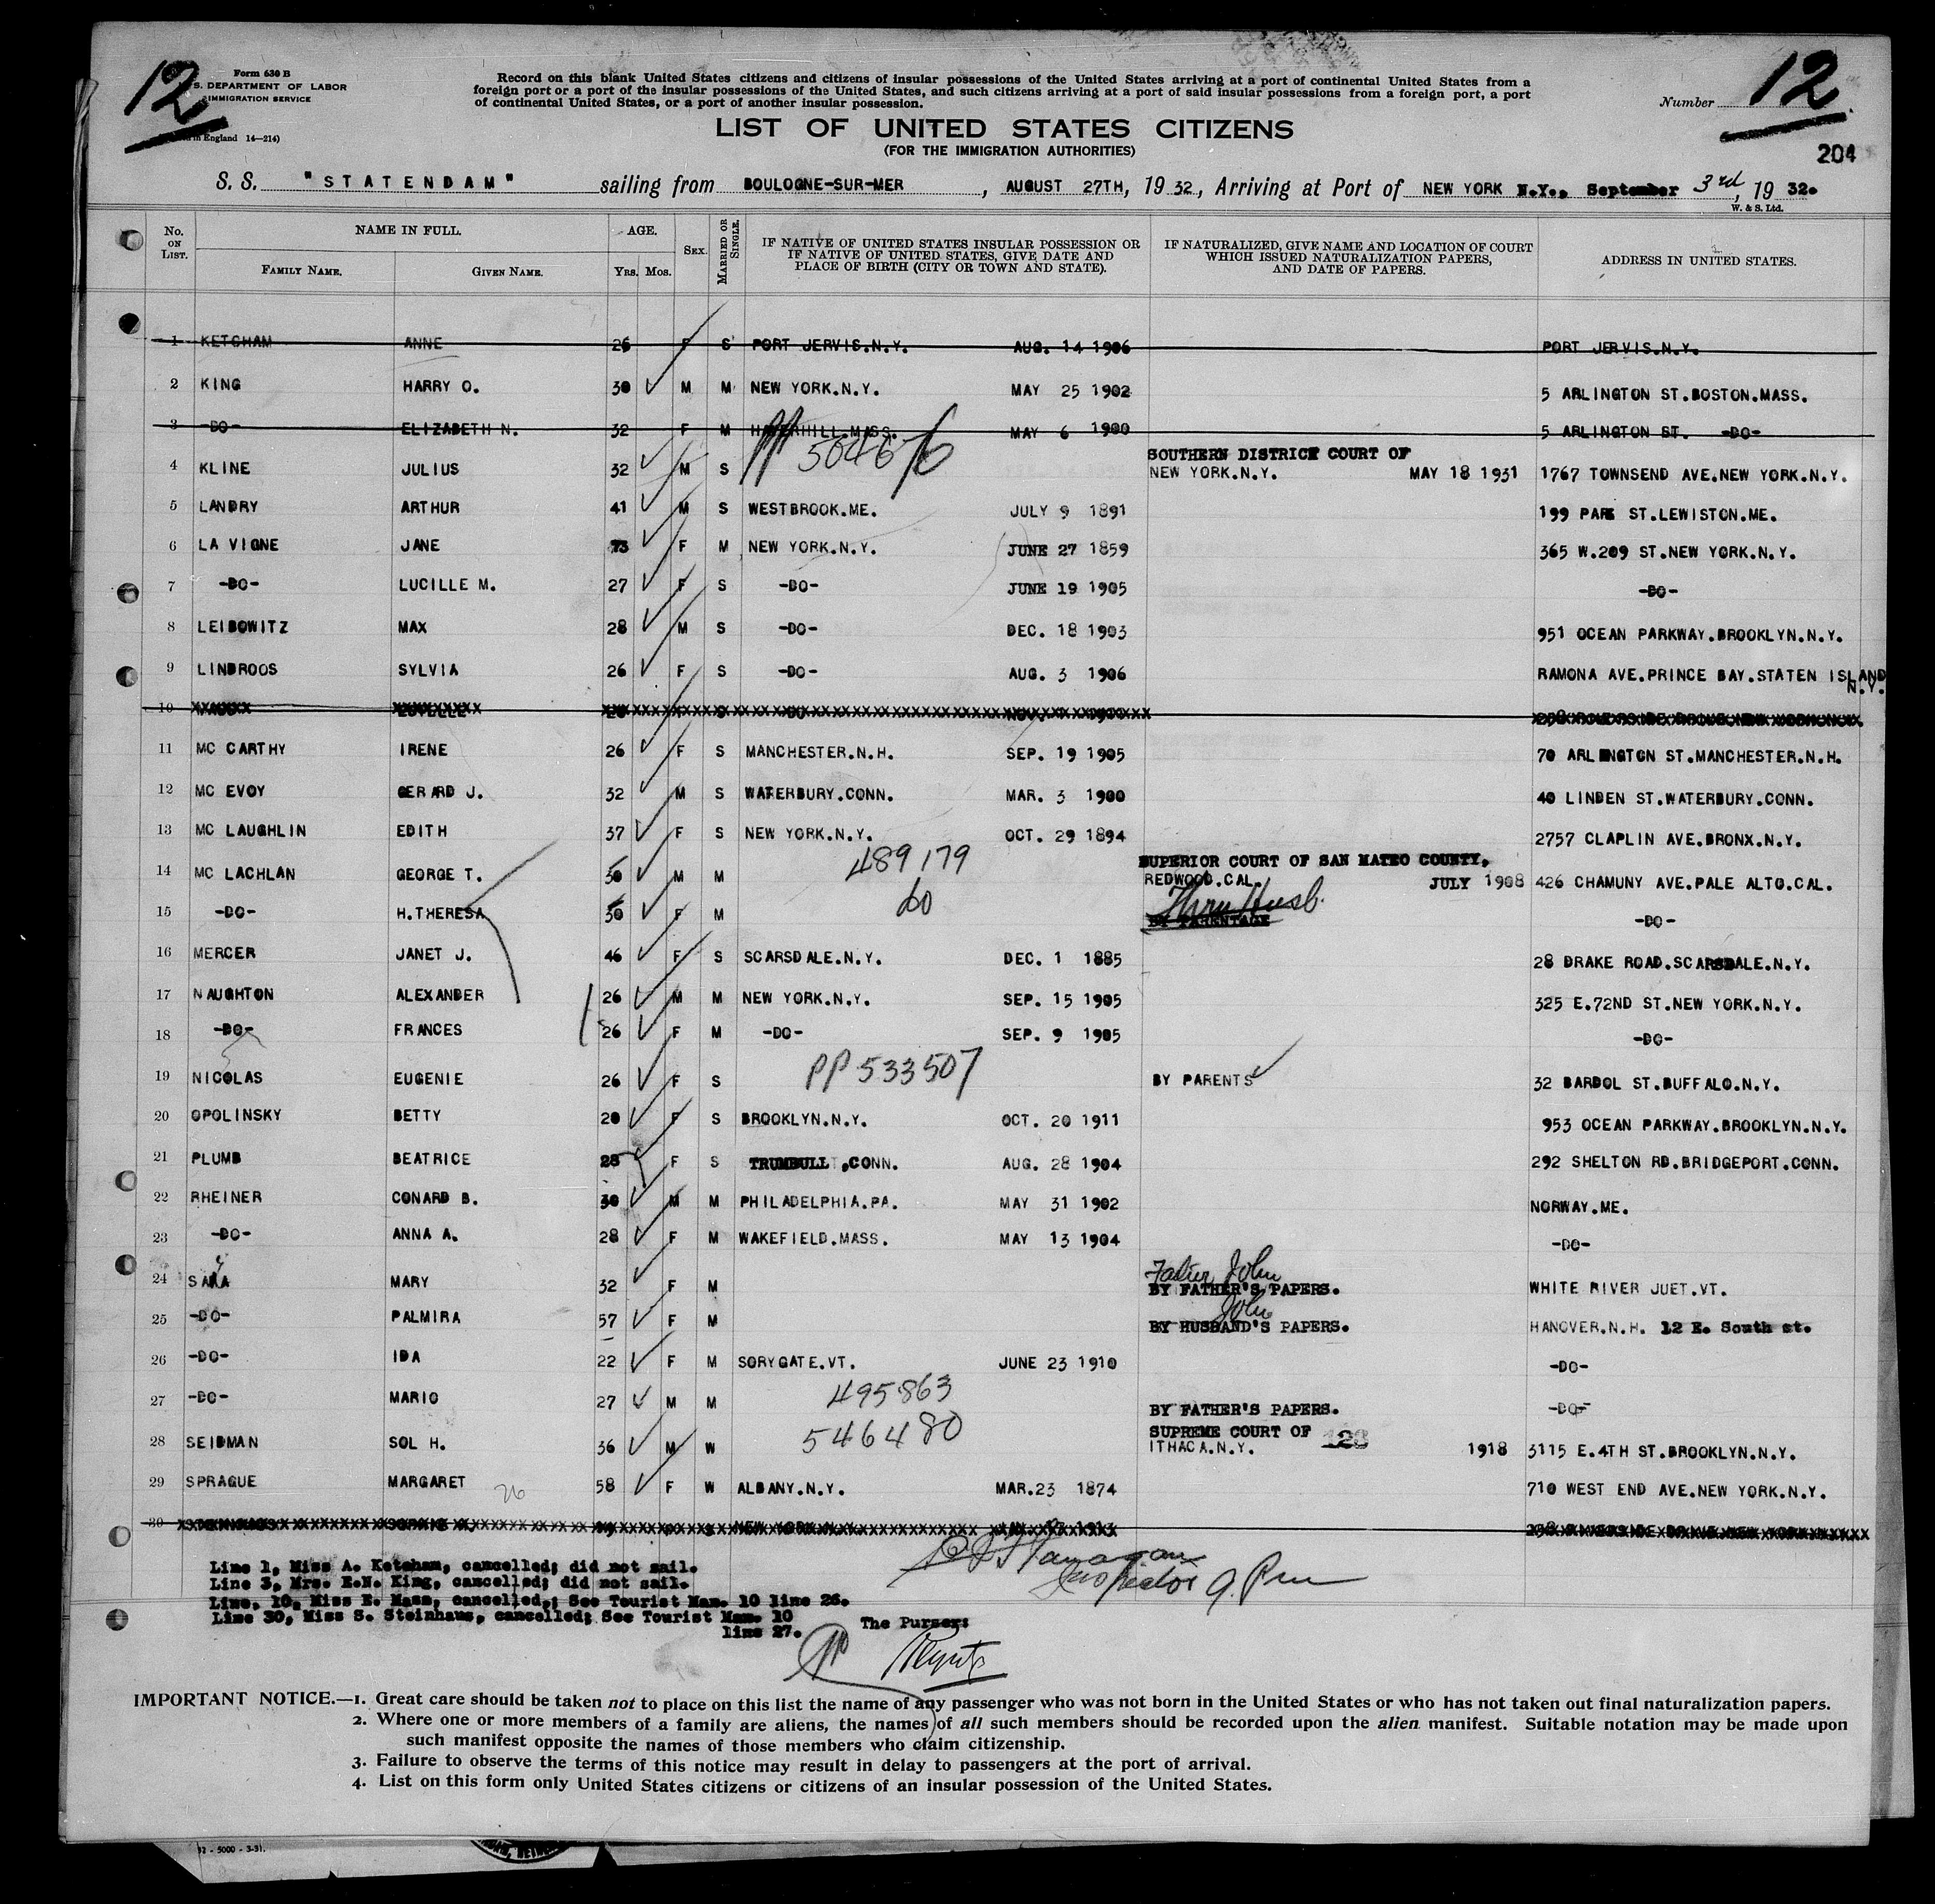 12
Form 630 B
S. DEPARTMENT OF LABOR
IMMIGRATION SERVICE
in England 14—214)
Record on this blank United States citizens and citizens of insular possessions of the United States arriving at a port of continental United States from a
foreign port or a port of the insular possessions of the United States, and such citizens arriving at a port of said insular possessions from a foreign port, a port
of continental United States, or a port of another insular possession.
Number 12
LIST OF UNITED STATES CITIZENS
(FOR THE IMMIGRATION AUTHORITIES)
204
S. S. "STATENDAM" sailing from BOULOGNE-SUR-MER, AUGUST 27TH, 1932, Arriving at Port of NEW YORK N.Y., September 3rd, 1932.
W. & S. Ltd.
No. ON LIST. NAME IN FULL. FAMILY NAME. GIVEN NAME. AGE. YRS. MOS. SEX. MARRIED OR SINGLE. IF NATIVE OF UNITED STATES INSULAR POSSESSION OR IF NATIVE OF UNITED STATES, GIVE DATE AND PLACE OF BIRTH (CITY OR TOWN AND STATE). IF NATURALIZED, GIVE NAME AND LOCATION OF COURT WHICH ISSUED NATURALIZATION PAPERS, AND DATE OF PAPERS. ADDRESS IN UNITED STATES.
1 KETCHAM ANNE 26 F S PORT JERVIS.N.Y. AUG. 14 1906 PORT JERVIS.N.Y.
2 KING HARRY O. 30 M M NEW YORK.N.Y. MAY 25 1902 5 ARLINGTON ST.BOSTON.MASS.
3 -DO- ELIZABETH N. 32 F M HAVERHILL.MASS. MAY 6 1900 5 ARLINGTON ST. -DO-
4 KLINE JULIUS 32 M S SOUTHERN DISTRICT COURT OF NEW YORK.N.Y. MAY 18 1931 1767 TOWNSEND AVE.NEW YORK.N.Y.
5 LANDRY ARTHUR 41 M S WESTBROOK.ME. JULY 9 1891 199 PARK ST.LEWISTON.ME.
6 LA VIGNE JANE 73 F M NEW YORK.N.Y. JUNE 27 1859 365 W.209 ST.NEW YORK.N.Y.
7 -DO- LUCILLE M. 27 F S -DO- JUNE 19 1905 -DO-
8 LEIBOWITZ MAX 28 M S -DO- DEC. 18 1903 951 OCEAN PARKWAY.BROOKLYN.N.Y.
9 LINDROOS SYLVIA 26 F S -DO- AUG. 3 1906 RAMONA AVE.PRINCE BAY.STATEN ISLAND N.Y.
10
11 MC CARTHY IRENE 26 F S MANCHESTER.N.H. SEP. 19 1905 70 ARLINGTON ST.MANCHESTER.N.H.
12 MC EVOY GERARD J. 32 M S WATERBURY.CONN. MAR. 3 1900 40 LINDEN ST.WATERBURY.CONN.
13 MC LAUGHLIN EDITH 37 F S NEW YORK.N.Y. OCT. 29 1894 2757 CLAPLIN AVE.BRONX.N.Y.
14 MC LACHLAN GEORGE T. M M 489179 SUPERIOR COURT OF SAN MATEO COUNTY, REDWOOD.CAL. JULY 1908 426 CHAMUNY AVE.PALE ALTO.CAL.
15 -DO- H.THERESA 50 F M do Thru Husb. BY PARENTAGE -DO-
16 MERCER JANET J. 46 F S SCARSDALE.N.Y. DEC. 1 1885 28 DRAKE ROAD.SCARSDALE.N.Y.
17 NAUGHTON ALEXANDER 26 M M NEW YORK.N.Y. SEP. 15 1905 325 E.72ND ST.NEW YORK.N.Y.
18 -DO- FRANCES 26 F M -DO- SEP. 9 1905 -DO-
19 NICOLAS EUGENIE 26 F S PP 533507 BY PARENTS 32 BARDOL ST.BUFFALO.N.Y.
20 OPOLINSKY BETTY 20 F S BROOKLYN.N.Y. OCT. 20 1911 953 OCEAN PARKWAY.BROOKLYN.N.Y.
21 PLUMB BEATRICE 28 F S TRUMBULL,CONN. AUG. 28 1904 292 SHELTON RD.BRIDGEPORT.CONN.
22 RHEINER CONARD B. 30 M M PHILADELPHIA.PA. MAY 31 1902 NORWAY.ME.
23 -DO- ANNA A. 28 F M WAKEFIELD.MASS. MAY 13 1904 -DO-
24 MARY 32 F M Father John BY FATHER'S PAPERS. WHITE RIVER JUET.VT.
25 -DO- PALMIRA 57 F M John BY HUSBAND'S PAPERS. HANOVER.N.H. 12 E. South st.
26 -DO- IDA 22 F M SORYGATE.VT. JUNE 23 1910 -DO-
27 -DO- MARIO 27 M M 495863 BY FATHER'S PAPERS. -DO-
28 SEIDMAN SOL H. 36 M W 546480 SUPREME COURT OF ITHACA.N.Y. 1918 3115 E.4TH ST.BROOKLYN.N.Y.
29 SPRAGUE MARGARET 58 F W ALBANY.N.Y. MAR.23 1874 710 WEST END AVE.NEW YORK.N.Y.
30
Line 1, Miss A. Ketcham, cancelled; did not sail.
Line 3, Mrs. E.N. King, cancelled; did not sail.
Line, 10, Miss E. Maas, cancelled,; See Tourist Man. 10 line 26.
Line 30, Miss S. Steinhaus, cancelled; See Tourist Man. 10
line 27.
Inspector
The Purser:
IMPORTANT NOTICE.—1. Great care should be taken not to place on this list the name of any passenger who was not born in the United States or who has not taken out final naturalization papers.
2. Where one or more members of a family are aliens, the names of all such members should be recorded upon the alien manifest. Suitable notation may be made upon
such manifest opposite the names of those members who claim citizenship.
3. Failure to observe the terms of this notice may result in delay to passengers at the port of arrival.
4. List on this form only United States citizens or citizens of an insular possession of the United States.
32 - 5000 - 3-31.